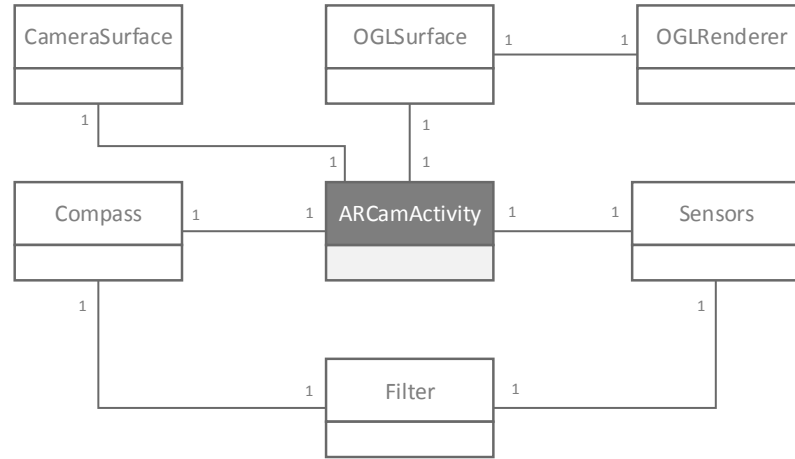 CameraSurface
OGLSurface
1
1
OGLRenderer
1
1
1
1
Compass
1
1
ARCamActivity
1
1
Sensors
1
1
1
Filter
1